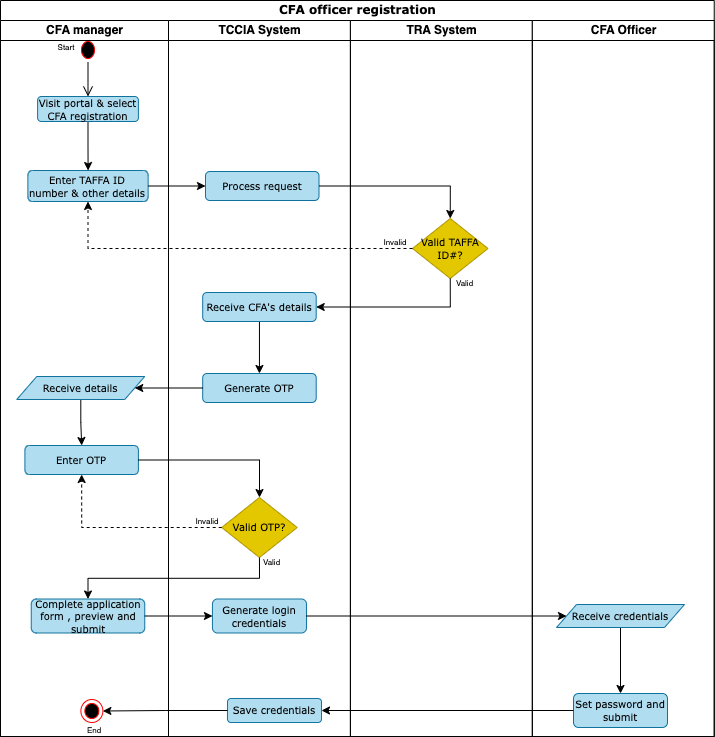 CFA officer registration
CFA manager
TCCIA System
TRA System
CFA Officer
Start
Visit portal & select
CFA registration
Enter TAFFA ID
number & other details
Process request
Valid TAFFA
ID#?
Invalid
Valid
Receive CFA's details
Generate OTP
Receive details
Enter OTP
Valid OTP?
Invalid
Valid
Complete application
form , preview and
submit
Generate login
credentials
Receive credentials
Set password and
submit
Save credentials
End